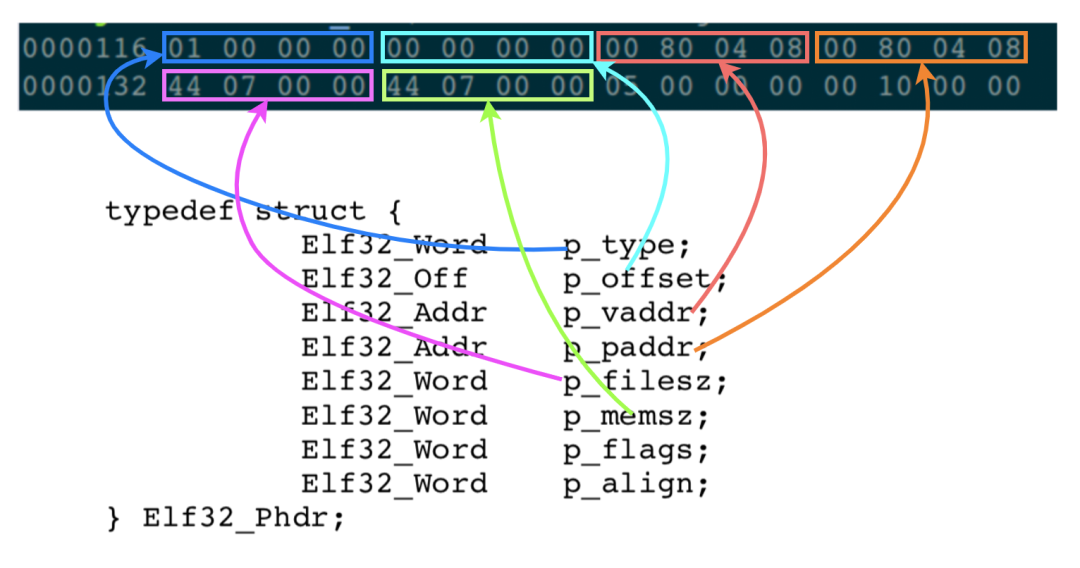 0000116 01 00 00 00 00 00 00 00 00 80 04 08 00 80 04 08
0000132 44 07 00 00 44 07 00 00 05 00 00 00 00 10 00 00
typedef struct {
Elf32_Word p_type;
Elf32_Off p_offset;
Elf32_Addr p_vaddr;
Elf32_Addr p_paddr;
Elf32_Word p_filesz;
Elf32_Word p_memsz;
Elf32_Word p_flags;
Elf32_Word p_align;
} Elf32_Phdr;